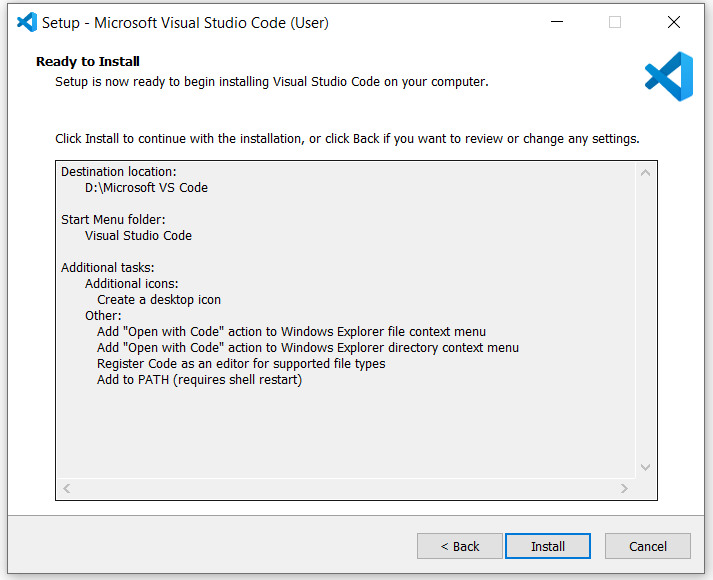 Setup - Microsoft Visual Studio Code (User)
Ready to Install
Setup is now ready to begin installing Visual Studio Code on your computer.
Click Install to continue with the installation, or click Back if you want to review or change any settings.
Destination location:
D:\Microsoft VS Code
Start Menu folder:
Visual Studio Code
Additional tasks:
Additional icons:
Create a desktop icon
Other:
Add "Open with Code" action to Windows Explorer file context menu
Add "Open with Code" action to Windows Explorer directory context menu
Register Code as an editor for supported file types
Add to PATH (requires shell restart)
< Back Install Cancel